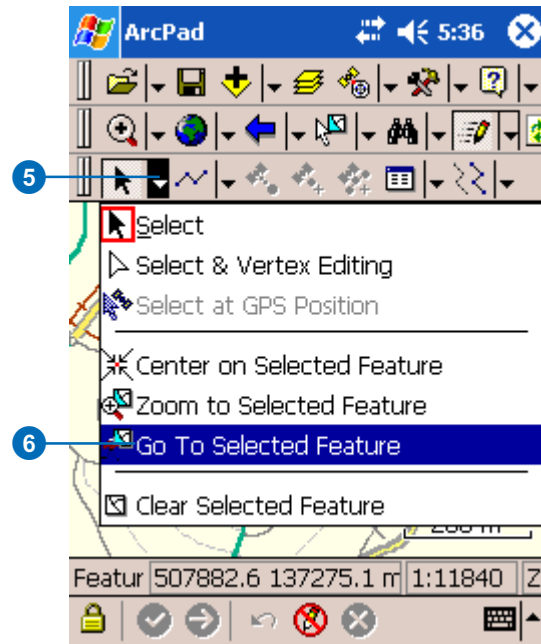 ArcPad 5:36
5
Select
Select & Vertex Editing
Select at GPS Position
Center on Selected Feature
Zoom to Selected Feature
6
Go To Selected Feature
Clear Selected Feature
200 m
Featur 507882.6 137275.1 m 1:11840 Z